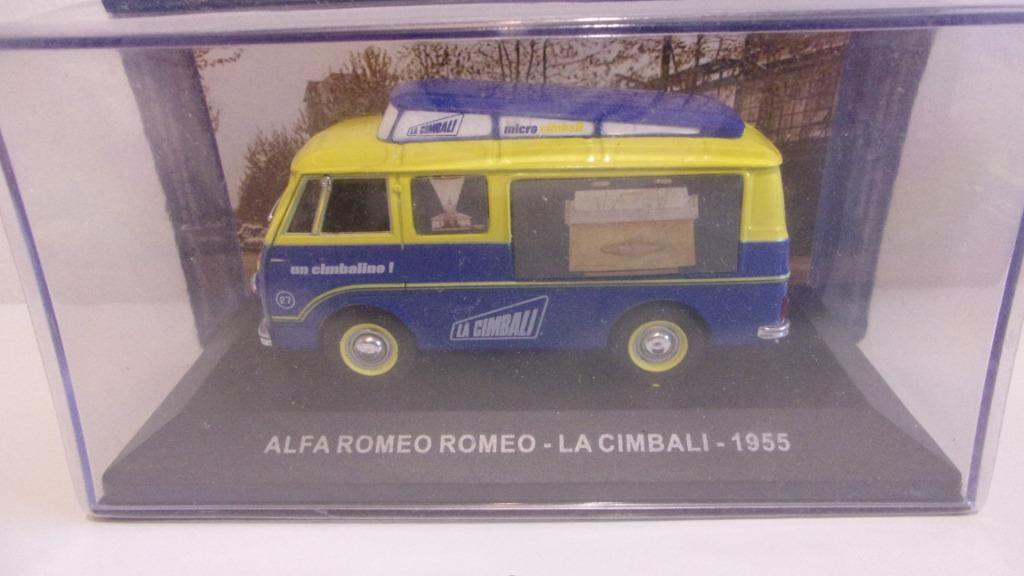 LA CIMBALI
micro cimbali
un cimbalino !
27
LA CIMBALI
ALFA ROMEO ROMEO - LA CIMBALI - 1955